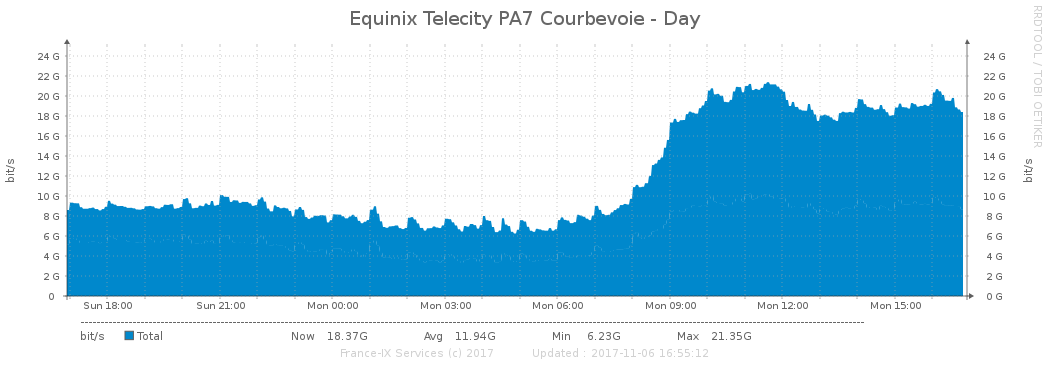 Equinix Telecity PA7 Courbevoie - Day
RRDTOOL / TOBI OETIKER
24 G 24 G
22 G 22 G
20 G 20 G
18 G 18 G
16 G 16 G
14 G 14 G
12 G 12 G
10 G 10 G
8 G 8 G
6 G 6 G
4 G 4 G
2 G 2 G
0 0 G
bit/s
bit/s
Sun 18:00 Sun 21:00 Mon 00:00 Mon 03:00 Mon 06:00 Mon 09:00 Mon 12:00 Mon 15:00
bit/s Total Now 18.37G Avg 11.94G Min 6.23G Max 21.35G
France-IX Services (c) 2017 Updated : 2017-11-06 16:55:12